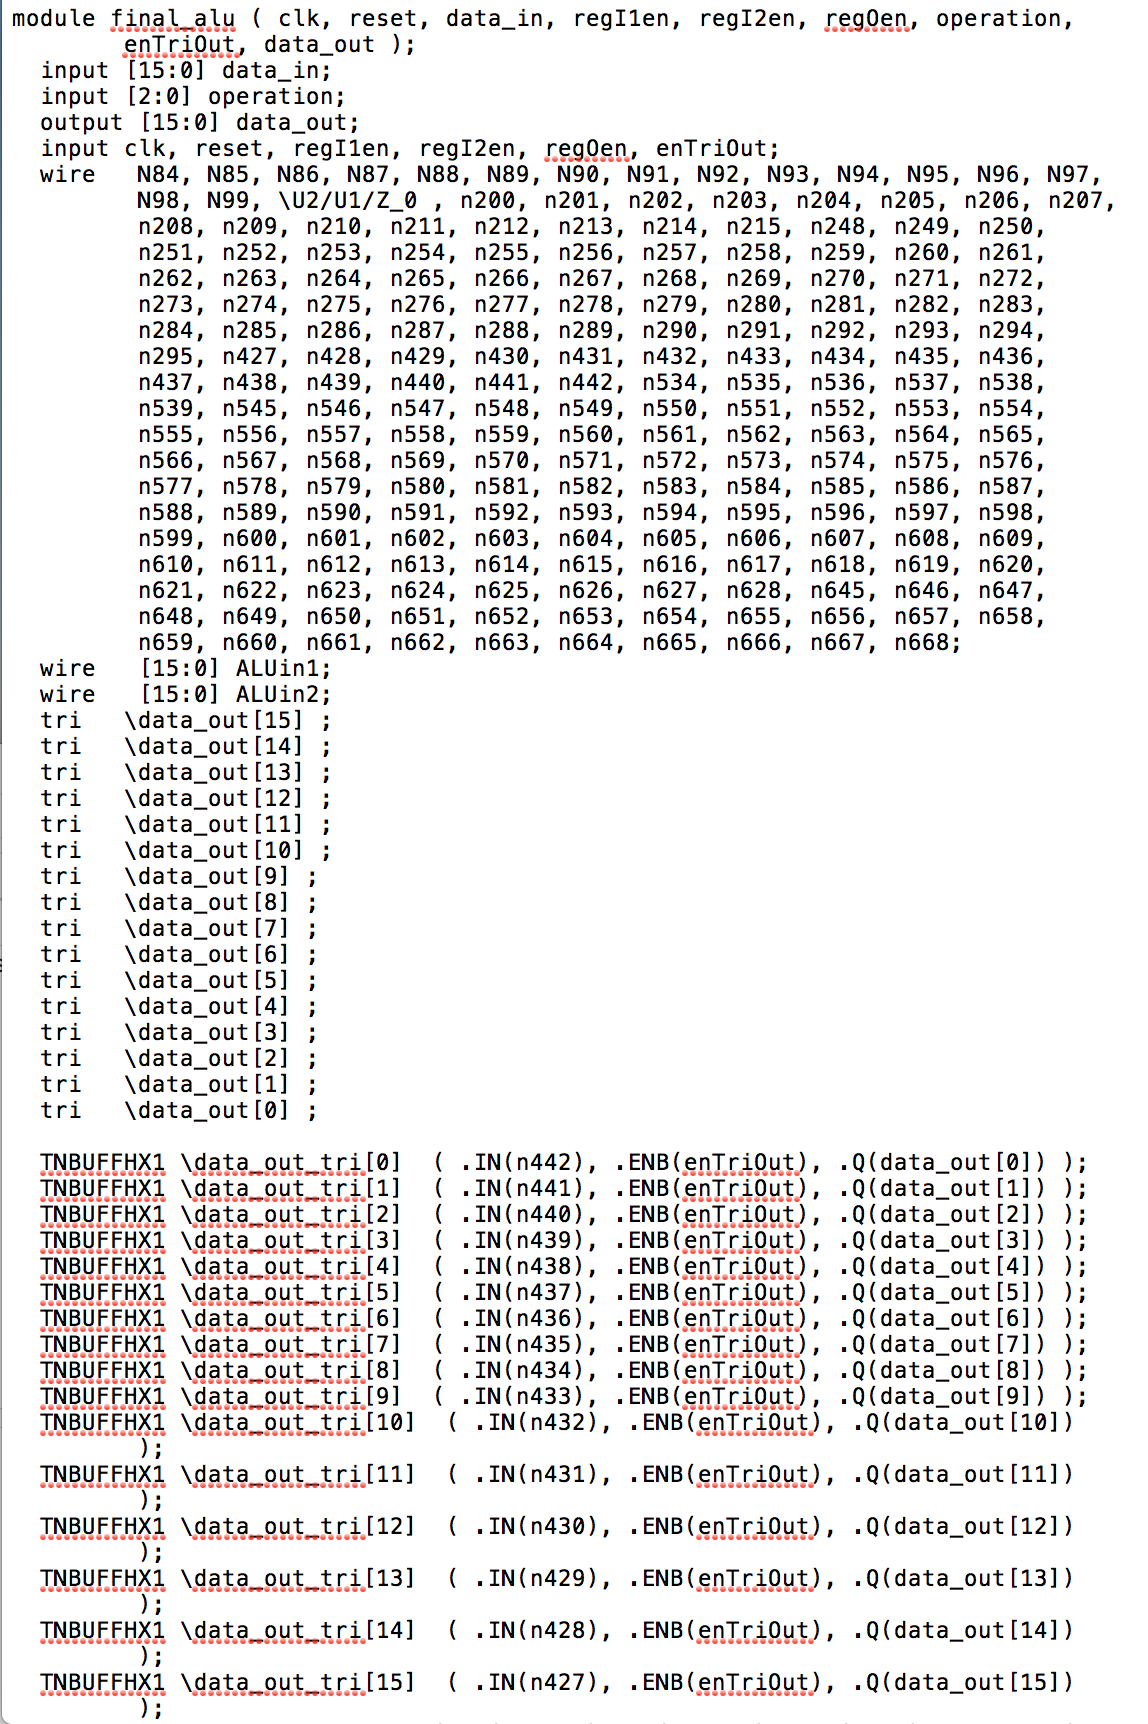 module final_alu ( clk, reset, data_in, regI1en, regI2en, regOen, operation,
enTriOut, data_out );
input [15:0] data_in;
input [2:0] operation;
output [15:0] data_out;
input clk, reset, regI1en, regI2en, regOen, enTriOut;
wire N84, N85, N86, N87, N88, N89, N90, N91, N92, N93, N94, N95, N96, N97,
N98, N99, \U2/U1/Z_0 , n200, n201, n202, n203, n204, n205, n206, n207,
n208, n209, n210, n211, n212, n213, n214, n215, n248, n249, n250,
n251, n252, n253, n254, n255, n256, n257, n258, n259, n260, n261,
n262, n263, n264, n265, n266, n267, n268, n269, n270, n271, n272,
n273, n274, n275, n276, n277, n278, n279, n280, n281, n282, n283,
n284, n285, n286, n287, n288, n289, n290, n291, n292, n293, n294,
n295, n427, n428, n429, n430, n431, n432, n433, n434, n435, n436,
n437, n438, n439, n440, n441, n442, n534, n535, n536, n537, n538,
n539, n545, n546, n547, n548, n549, n550, n551, n552, n553, n554,
n555, n556, n557, n558, n559, n560, n561, n562, n563, n564, n565,
n566, n567, n568, n569, n570, n571, n572, n573, n574, n575, n576,
n577, n578, n579, n580, n581, n582, n583, n584, n585, n586, n587,
n588, n589, n590, n591, n592, n593, n594, n595, n596, n597, n598,
n599, n600, n601, n602, n603, n604, n605, n606, n607, n608, n609,
n610, n611, n612, n613, n614, n615, n616, n617, n618, n619, n620,
n621, n622, n623, n624, n625, n626, n627, n628, n645, n646, n647,
n648, n649, n650, n651, n652, n653, n654, n655, n656, n657, n658,
n659, n660, n661, n662, n663, n664, n665, n666, n667, n668;
wire [15:0] ALUin1;
wire [15:0] ALUin2;
tri \data_out[15] ;
tri \data_out[14] ;
tri \data_out[13] ;
tri \data_out[12] ;
tri \data_out[11] ;
tri \data_out[10] ;
tri \data_out[9] ;
tri \data_out[8] ;
tri \data_out[7] ;
tri \data_out[6] ;
tri \data_out[5] ;
tri \data_out[4] ;
tri \data_out[3] ;
tri \data_out[2] ;
tri \data_out[1] ;
tri \data_out[0] ;
TNBUFFHX1 \data_out_tri[0] ( .IN(n442), .ENB(enTriOut), .Q(data_out[0]) );
TNBUFFHX1 \data_out_tri[1] ( .IN(n441), .ENB(enTriOut), .Q(data_out[1]) );
TNBUFFHX1 \data_out_tri[2] ( .IN(n440), .ENB(enTriOut), .Q(data_out[2]) );
TNBUFFHX1 \data_out_tri[3] ( .IN(n439), .ENB(enTriOut), .Q(data_out[3]) );
TNBUFFHX1 \data_out_tri[4] ( .IN(n438), .ENB(enTriOut), .Q(data_out[4]) );
TNBUFFHX1 \data_out_tri[5] ( .IN(n437), .ENB(enTriOut), .Q(data_out[5]) );
TNBUFFHX1 \data_out_tri[6] ( .IN(n436), .ENB(enTriOut), .Q(data_out[6]) );
TNBUFFHX1 \data_out_tri[7] ( .IN(n435), .ENB(enTriOut), .Q(data_out[7]) );
TNBUFFHX1 \data_out_tri[8] ( .IN(n434), .ENB(enTriOut), .Q(data_out[8]) );
TNBUFFHX1 \data_out_tri[9] ( .IN(n433), .ENB(enTriOut), .Q(data_out[9]) );
TNBUFFHX1 \data_out_tri[10] ( .IN(n432), .ENB(enTriOut), .Q(data_out[10])
);
TNBUFFHX1 \data_out_tri[11] ( .IN(n431), .ENB(enTriOut), .Q(data_out[11])
);
TNBUFFHX1 \data_out_tri[12] ( .IN(n430), .ENB(enTriOut), .Q(data_out[12])
);
TNBUFFHX1 \data_out_tri[13] ( .IN(n429), .ENB(enTriOut), .Q(data_out[13])
);
TNBUFFHX1 \data_out_tri[14] ( .IN(n428), .ENB(enTriOut), .Q(data_out[14])
);
TNBUFFHX1 \data_out_tri[15] ( .IN(n427), .ENB(enTriOut), .Q(data_out[15])
);